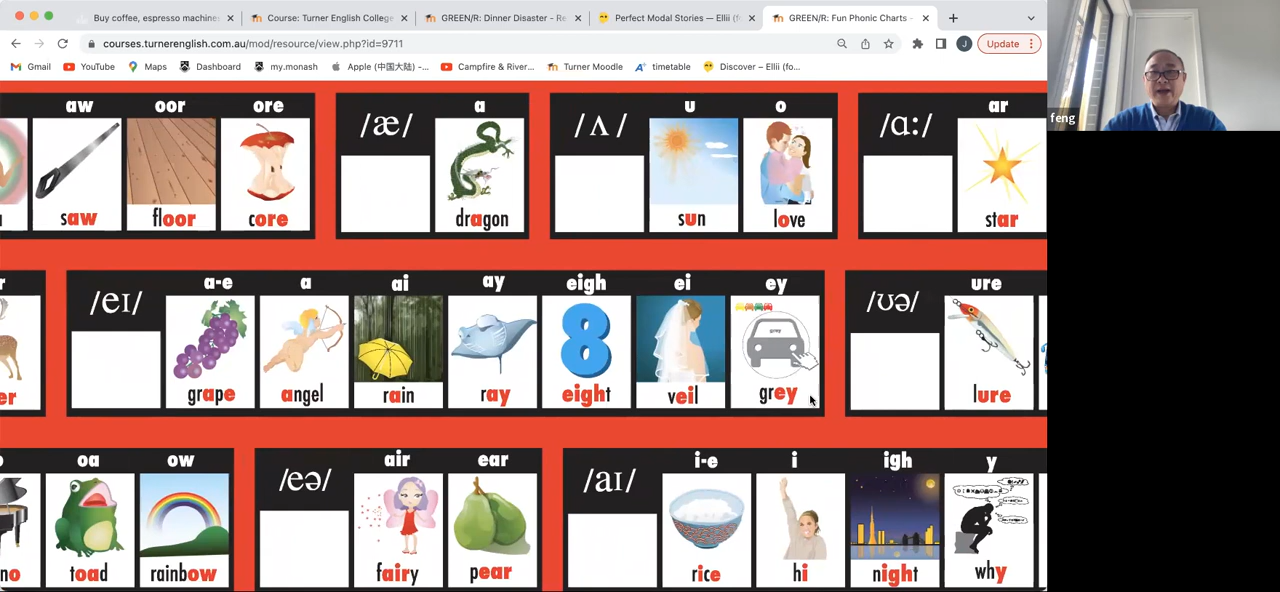 Buy coffee, espresso machine
Course: Turner English College
GREEN/R: Dinner Disaster - Re
Perfect Modal Stories — Ellii (fo
GREEN/R: Fun Phonic Charts -
courses.turnerenglish.com.au/mod/resource/view.php?id=9711
J
Update
Gmail
YouTube
Maps
Dashboard
my.monash
Apple (中国大陆) -...
Campfire & River...
Turner Moodle
timetable
Discover – Ellii (fo...
feng
aw oor ore
saw floor core
/æ/ a
dragon
/ʌ/ u o
sun love
/ɑː/ ar
star
er
/eɪ/ a-e a ai ay eigh ei ey
grape angel rain ray eight veil grey
/ʊə/ ure
lure
oa ow
no toad rainbow
/eə/ air ear
fairy pear
/aɪ/ i-e i igh y
rice hi night why